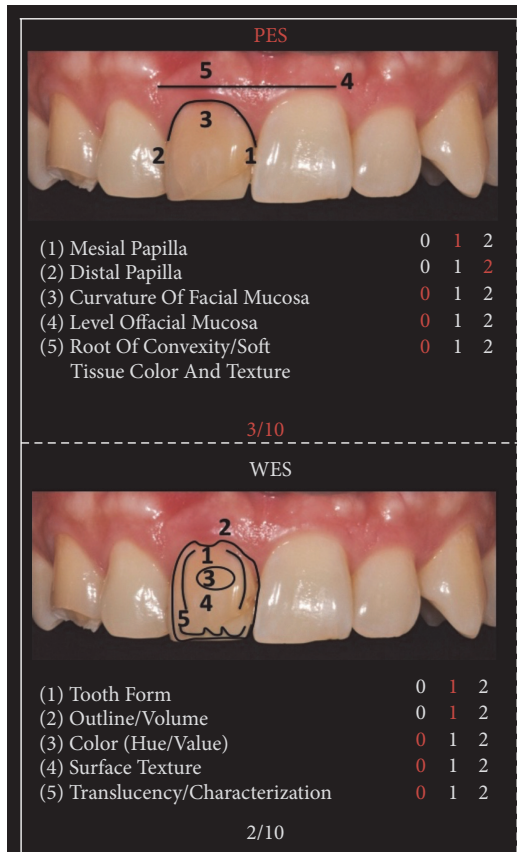 PES
5
4
3
2 1
(1) Mesial Papilla 0 1 2
(2) Distal Papilla 0 1 2
(3) Curvature Of Facial Mucosa 0 1 2
(4) Level Offacial Mucosa 0 1 2
(5) Root Of Convexity/Soft 0 1 2
Tissue Color And Texture
3/10
WES
2
1
3
4
5
(1) Tooth Form 0 1 2
(2) Outline/Volume 0 1 2
(3) Color (Hue/Value) 0 1 2
(4) Surface Texture 0 1 2
(5) Translucency/Characterization 0 1 2
2/10